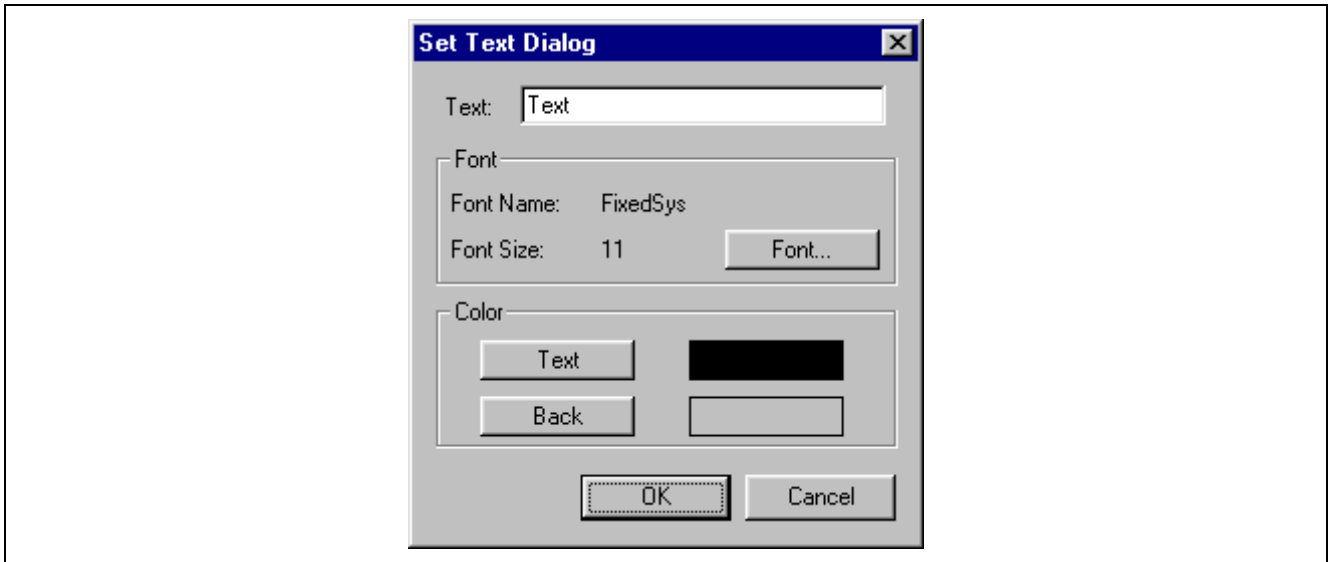 Set Text Dialog
Text: Text
Font
Font Name: FixedSys
Font Size: 11 Font...
Color
Text
Back
OK Cancel